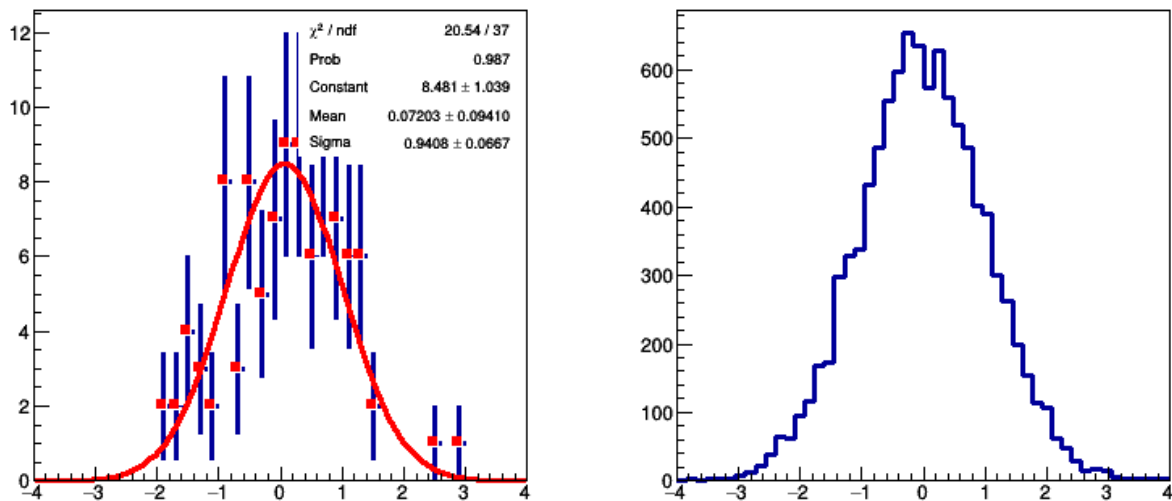 χ² / ndf 20.54 / 37
Prob 0.987
Constant 8.481 ± 1.039
Mean 0.07203 ± 0.09410
Sigma 0.9408 ± 0.0667
12
10
8
6
4
2
0
−4 −3 −2 −1 0 1 2 3 4
600
500
400
300
200
100
0
−4 −3 −2 −1 0 1 2 3 4